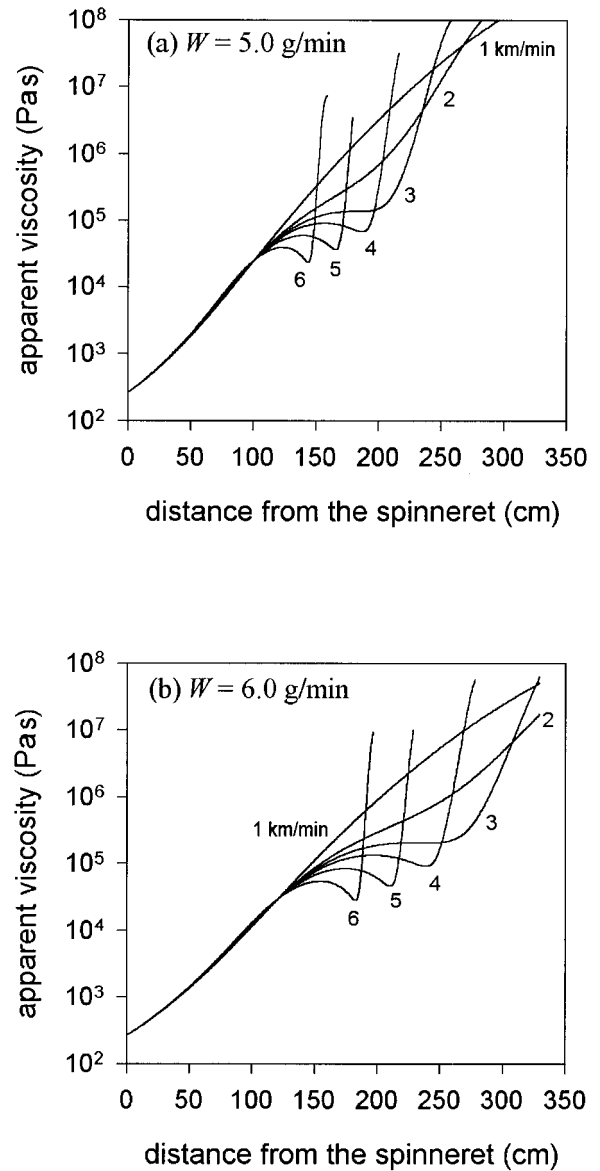 (a) W = 5.0 g/min
apparent viscosity (Pas)
10⁸
10⁷
10⁶
10⁵
10⁴
10³
10²
1 km/min
2
3
4
5
6
0 50 100 150 200 250 300 350
distance from the spinneret (cm)
(b) W = 6.0 g/min
apparent viscosity (Pas)
10⁸
10⁷
10⁶
10⁵
10⁴
10³
10²
1 km/min
2
3
4
5
6
0 50 100 150 200 250 300 350
distance from the spinneret (cm)